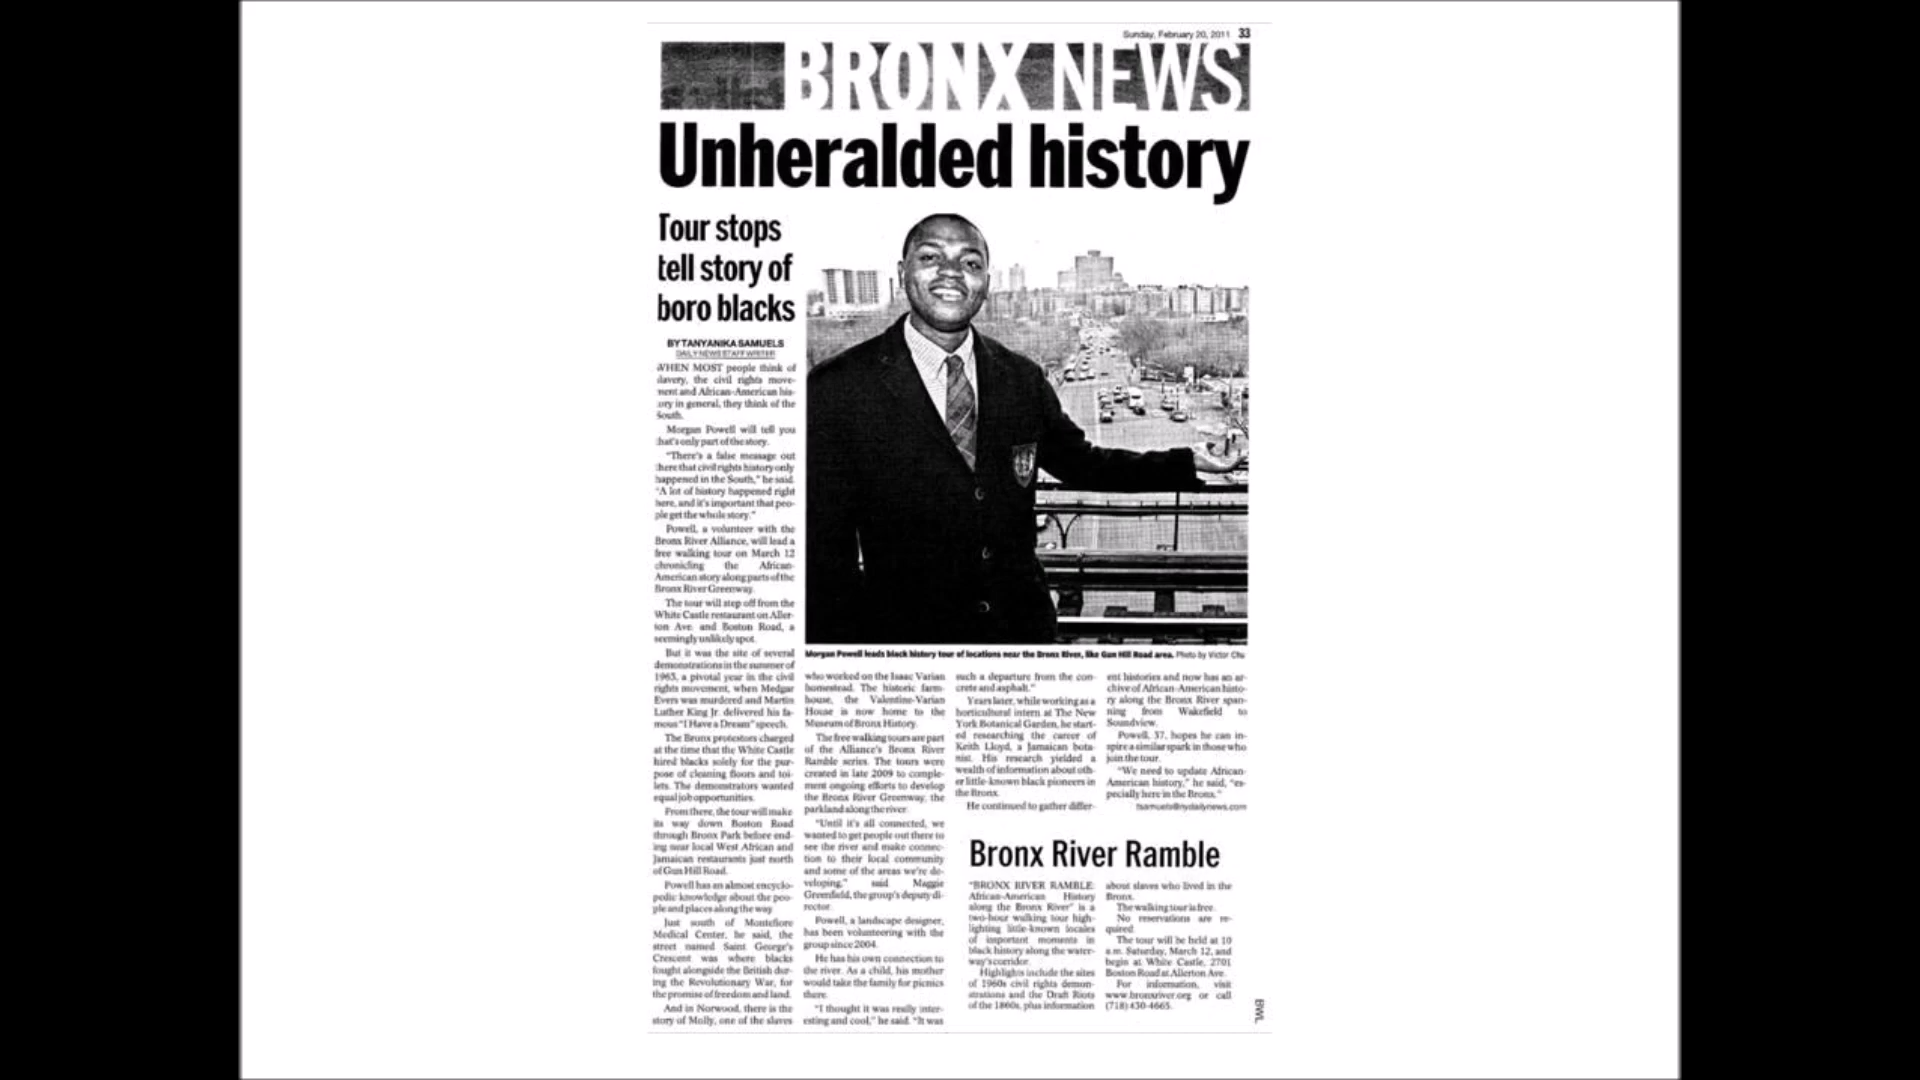 Sunday, February 20, 2011 33
BRONX NEWS
Unheralded history
Tour stops
tell story of
boro blacks
BY TANYANIKA SAMUELS
DAILY NEWS STAFF WRITER
WHEN MOST people think of
slavery, the civil rights move-
ment and African-American his-
tory in general, they think of the
South.
Morgan Powell will tell you
that's only part of the story.
"There's a false message out
there that civil rights history only
happened in the South," he said.
"A lot of history happened right
here, and it's important that peo-
ple get the whole story."
Powell, a volunteer with the
Bronx River Alliance, will lead a
free walking tour on March 12
chronicling the African-
American story along parts of the
Bronx River Greenway.
The tour will step off from the
White Castle restaurant on Aller-
ton Ave. and Boston Road, a
seemingly unlikely spot.
But it was the site of several
demonstrations in the summer of
1963, a pivotal year in the civil
rights movement, when Medgar
Evers was murdered and Martin
Luther King Jr. delivered his fa-
mous "I Have a Dream" speech.
The Bronx protestors charged
at the time that the White Castle
hired blacks solely for the pur-
pose of cleaning floors and toi-
lets. The demonstrators wanted
equal job opportunities.
From there, the tour will make
its way down Boston Road
through Bronx Park before end-
ing near local West African and
Jamaican restaurants just north
of Gun Hill Road.
Powell has an almost encyclo-
pedic knowledge about the peo-
ple and places along the way.
Just south of Montefiore
Medical Center, he said, the
street named Saint George's
Crescent was where blacks
fought alongside the British dur-
ing the Revolutionary War, for
the promise of freedom and land.
And in Norwood, there is the
story of Molly, one of the slaves
Morgan Powell leads black history tour of locations near the Bronx River, like Gun Hill Road area. Photo by Victor Chu
who worked on the Isaac Varian
homestead. The historic farm-
house, the Valentine-Varian
House is now home to the
Museum of Bronx History.
The free walking tours are part
of the Alliance's Bronx River
Ramble series. The tours were
created in late 2009 to comple-
ment ongoing efforts to develop
the Bronx River Greenway, the
parkland along the river.
"Until it's all connected, we
wanted to get people out there to
see the river and make connec-
tion to their local community
and some of the areas we're de-
veloping," said Maggie
Greenfield, the group's deputy di-
rector.
Powell, a landscape designer,
has been volunteering with the
group since 2004.
He has his own connection to
the river. As a child, his mother
would take the family for picnics
there.
"I thought it was really inter-
esting and cool," he said. "It was
such a departure from the con-
crete and asphalt."
Years later, while working as a
horticultural intern at The New
York Botanical Garden, he start-
ed researching the career of
Keith Lloyd, a Jamaican bota-
nist. His research yielded a
wealth of information about oth-
er little-known black pioneers in
the Bronx.
He continued to gather differ-
ent histories and now has an ar-
chive of African-American histo-
ry along the Bronx River span-
ning from Wakefield to
Soundview.
Powell, 37, hopes he can in-
spire a similar spark in those who
join the tour.
"We need to update African-
American history," he said, "es-
pecially here in the Bronx."
tsamuels@nydailynews.com
Bronx River Ramble
"BRONX RIVER RAMBLE:
African-American History
along the Bronx River" is a
two-hour walking tour high-
lighting little-known locales
of important moments in
black history along the water-
way's corridor.
Highlights include the sites
of 1960s civil rights demon-
strations and the Draft Riots
of the 1860s, plus information
about slaves who lived in the
Bronx.
The walking tour is free.
No reservations are re-
quired.
The tour will be held at 10
a.m. Saturday, March 12, and
begin at White Castle, 2701
Boston Road at Allerton Ave.
For information, visit
www.bronxriver.org or call
(718) 430-4665.